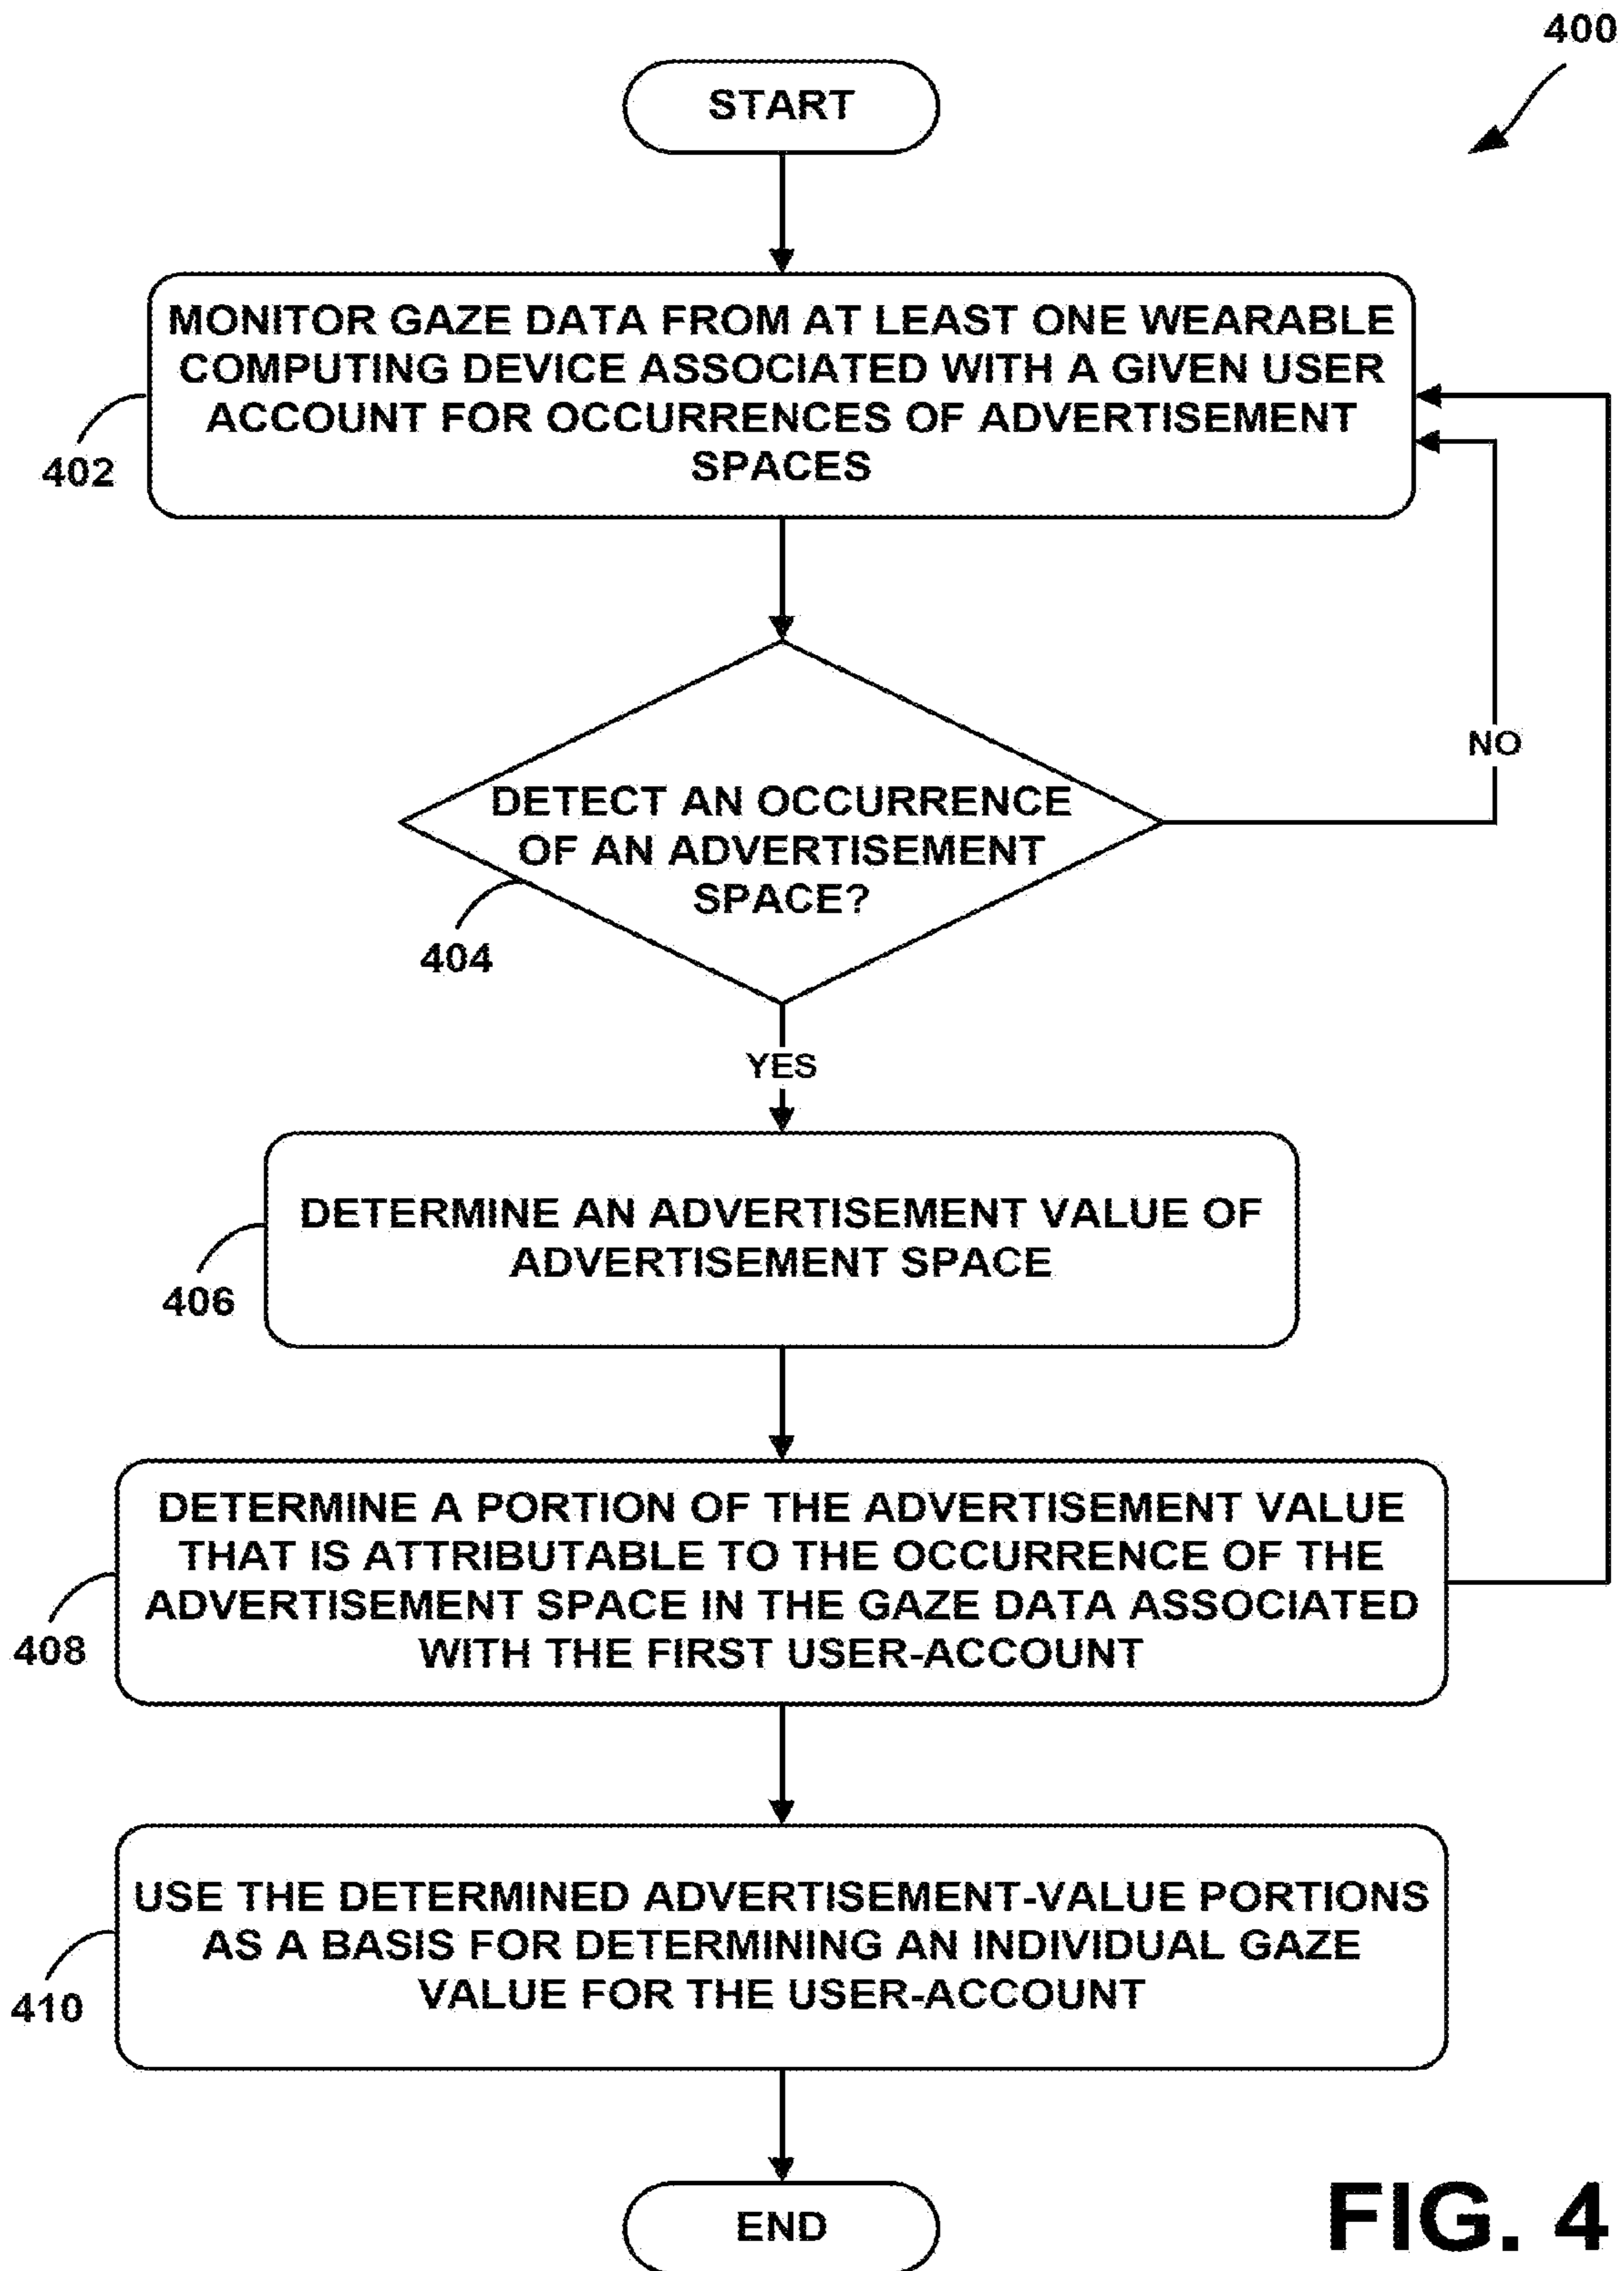 400
START
MONITOR GAZE DATA FROM AT LEAST ONE WEARABLE
COMPUTING DEVICE ASSOCIATED WITH A GIVEN USER
ACCOUNT FOR OCCURRENCES OF ADVERTISEMENT
SPACES
402
NO
DETECT AN OCCURRENCE
OF AN ADVERTISEMENT
SPACE?
404
YES
DETERMINE AN ADVERTISEMENT VALUE OF
ADVERTISEMENT SPACE
406
DETERMINE A PORTION OF THE ADVERTISEMENT VALUE
THAT IS ATTRIBUTABLE TO THE OCCURRENCE OF THE
ADVERTISEMENT SPACE IN THE GAZE DATA ASSOCIATED
WITH THE FIRST USER-ACCOUNT
408
USE THE DETERMINED ADVERTISEMENT-VALUE PORTIONS
AS A BASIS FOR DETERMINING AN INDIVIDUAL GAZE
VALUE FOR THE USER-ACCOUNT
410
END
FIG. 4